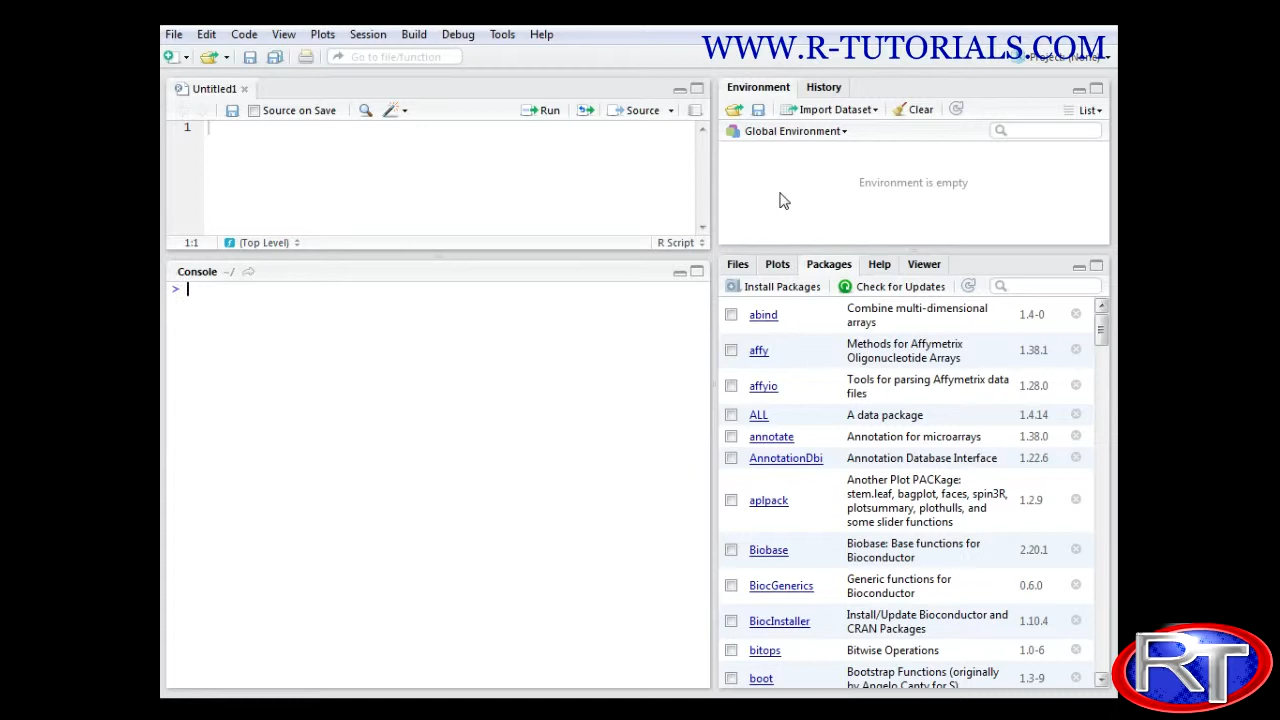 File Edit Code View Plots Session Build Debug Tools Help
WWW.R-TUTORIALS.COM
Go to file/function
Project: (None)
Untitled1
Source on Save
Run
Source
1
1:1
(Top Level)
R Script
Console ~/
>
Environment History
Import Dataset
Clear
List
Global Environment
Environment is empty
Files Plots Packages Help Viewer
Install Packages
Check for Updates
abind
Combine multi-dimensional
arrays
1.4-0
affy
Methods for Affymetrix
Oligonucleotide Arrays
1.38.1
affyio
Tools for parsing Affymetrix data
files
1.28.0
ALL
A data package
1.4.14
annotate
Annotation for microarrays
1.38.0
AnnotationDbi
Annotation Database Interface
1.22.6
aplpack
Another Plot PACKage:
stem.leaf, bagplot, faces, spin3R,
plotsummary, plothulls, and
some slider functions
1.2.9
Biobase
Biobase: Base functions for
Bioconductor
2.20.1
BiocGenerics
Generic functions for
Bioconductor
0.6.0
BiocInstaller
Install/Update Bioconductor and
CRAN Packages
1.10.4
bitops
Bitwise Operations
1.0-6
boot
Bootstrap Functions (originally
by Angelo Canty for S)
1.3-9
RT